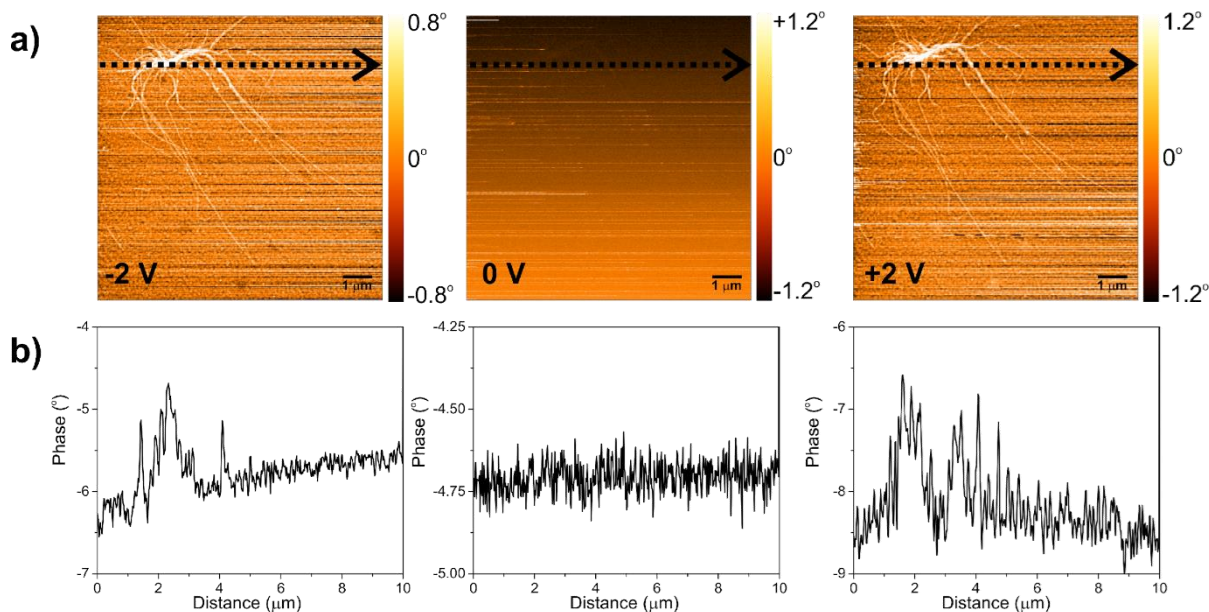 a)
-2 V
1 μm
0.8°
0°
-0.8°
0 V
1 μm
+1.2°
0°
-1.2°
+2 V
1 μm
1.2°
0°
-1.2°
b)
Phase (°)
-4
-5
-6
-7
0 2 4 6 8 10
Distance (μm)
Phase (°)
-4.25
-4.50
-4.75
-5.00
0 2 4 6 8 10
Distance (μm)
Phase (°)
-6
-7
-8
-9
0 2 4 6 8 10
Distance (μm)